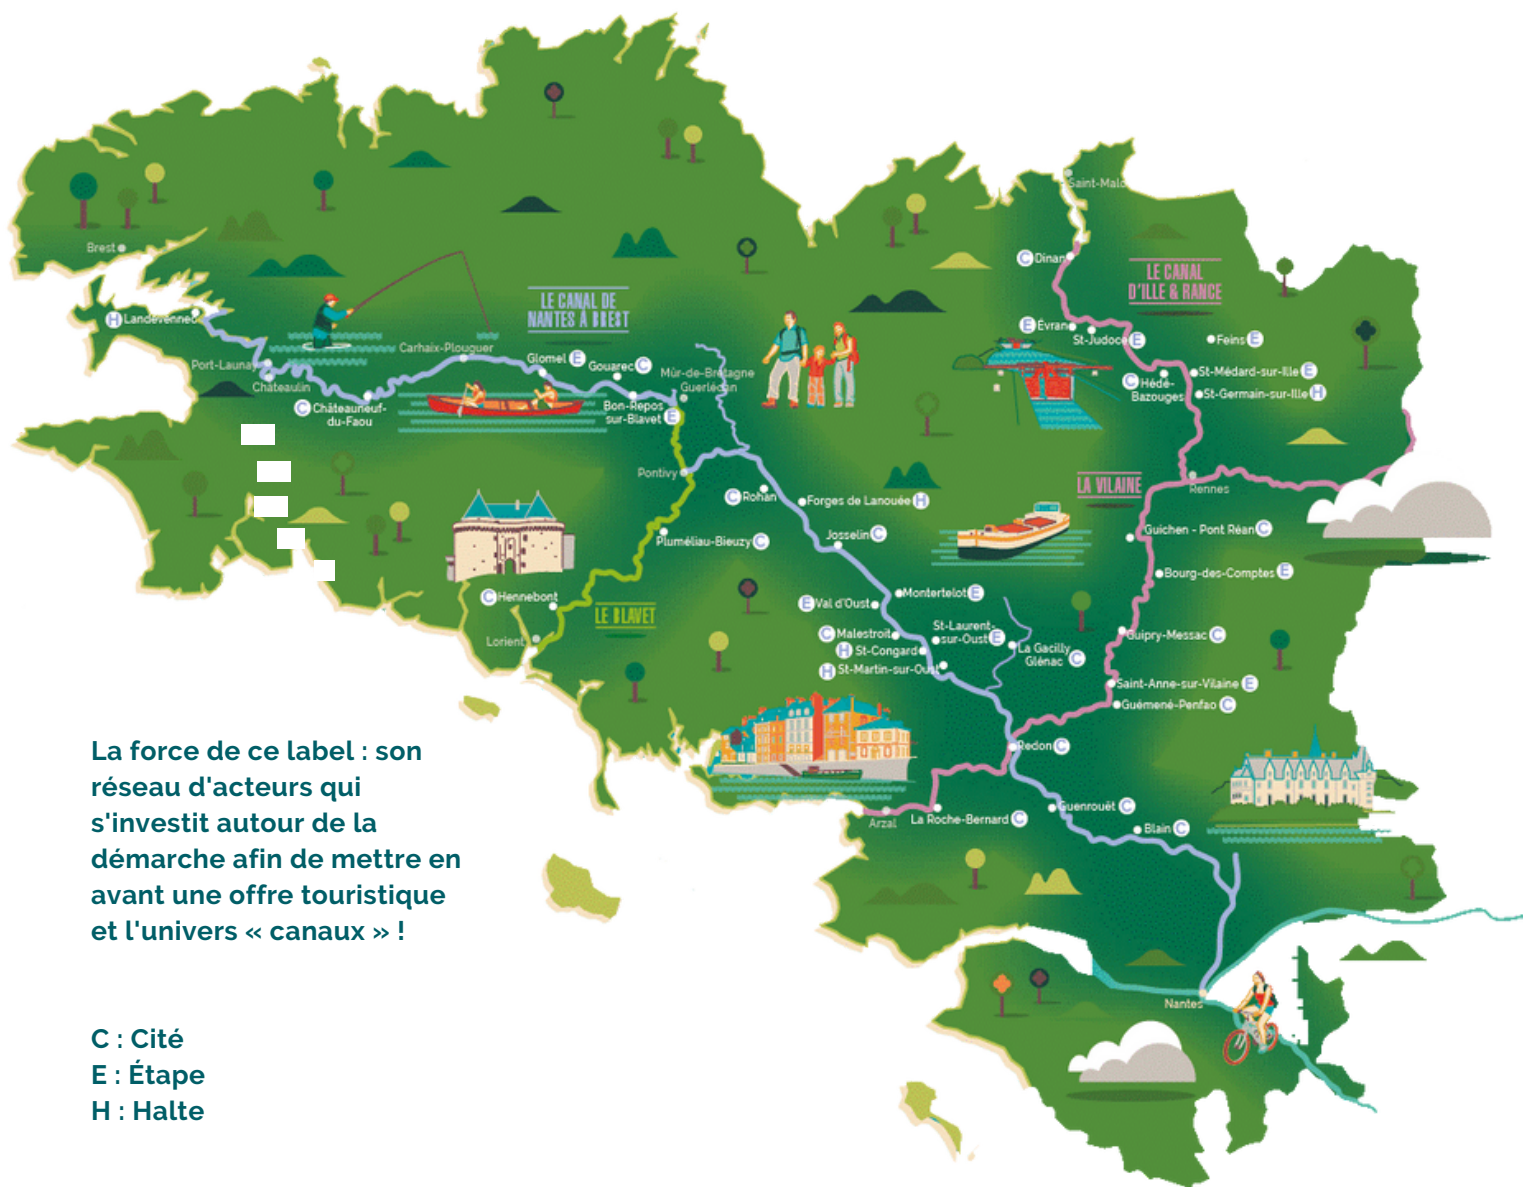 Saint-Malo
Brest
C Dinan
LE CANAL
D'ILLE & RANCE
LE CANAL DE
NANTES À BREST
H Landévennec
E Évran
St-Judoce E
Feins E
Carhaix-Plouguer
Port-Launay
Châteaulin
Glomel E
Gouarec C
Mûr-de-Bretagne
Guerlédan
St-Médard-sur-Ille E
C Hédé-
Bazouges
St-Germain-sur-Ille H
C Châteauneuf-
du-Faou
Bon-Repos
sur-Blavet E
Pontivy
LA VILAINE
Rennes
C Rohan
Forges de Lanouée H
Josselin C
Guichen - Pont Réan C
Pluméliau-Bieuzy C
Bourg-des-Comptes E
C Hennebont
LE BLAVET
E Val d'Oust
Montertelot E
Lorient
C Malestroit
St-Laurent-
sur-Oust E
Guipry-Messac C
H St-Congard
La Gacilly
Glénac C
H St-Martin-sur-Oust
Saint-Anne-sur-Vilaine E
Guémené-Penfao C
Redon C
Arzal
La Roche-Bernard C
Guenrouët C
Blain C
Nantes
La force de ce label : son
réseau d'acteurs qui
s'investit autour de la
démarche afin de mettre en
avant une offre touristique
et l'univers « canaux » !
C : Cité
E : Étape
H : Halte